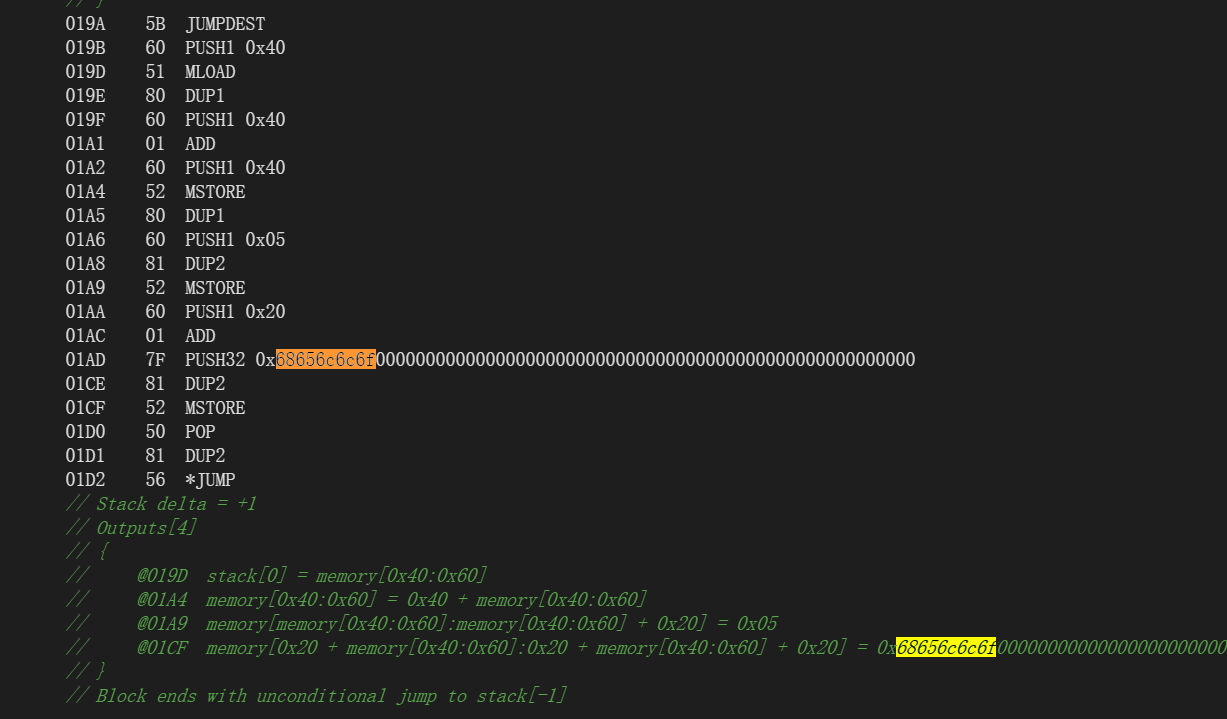 // }
019A 5B JUMPDEST
019B 60 PUSH1 0x40
019D 51 MLOAD
019E 80 DUP1
019F 60 PUSH1 0x40
01A1 01 ADD
01A2 60 PUSH1 0x40
01A4 52 MSTORE
01A5 80 DUP1
01A6 60 PUSH1 0x05
01A8 81 DUP2
01A9 52 MSTORE
01AA 60 PUSH1 0x20
01AC 01 ADD
01AD 7F PUSH32 0x68656c6c6f000000000000000000000000000000000000000000000000000000
01CE 81 DUP2
01CF 52 MSTORE
01D0 50 POP
01D1 81 DUP2
01D2 56 *JUMP
// Stack delta = +1
// Outputs[4]
// {
// @019D stack[0] = memory[0x40:0x60]
// @01A4 memory[0x40:0x60] = 0x40 + memory[0x40:0x60]
// @01A9 memory[memory[0x40:0x60]:memory[0x40:0x60] + 0x20] = 0x05
// @01CF memory[0x20 + memory[0x40:0x60]:0x20 + memory[0x40:0x60] + 0x20] = 0x68656c6c6f00000000000000000000000
// }
// Block ends with unconditional jump to stack[-1]